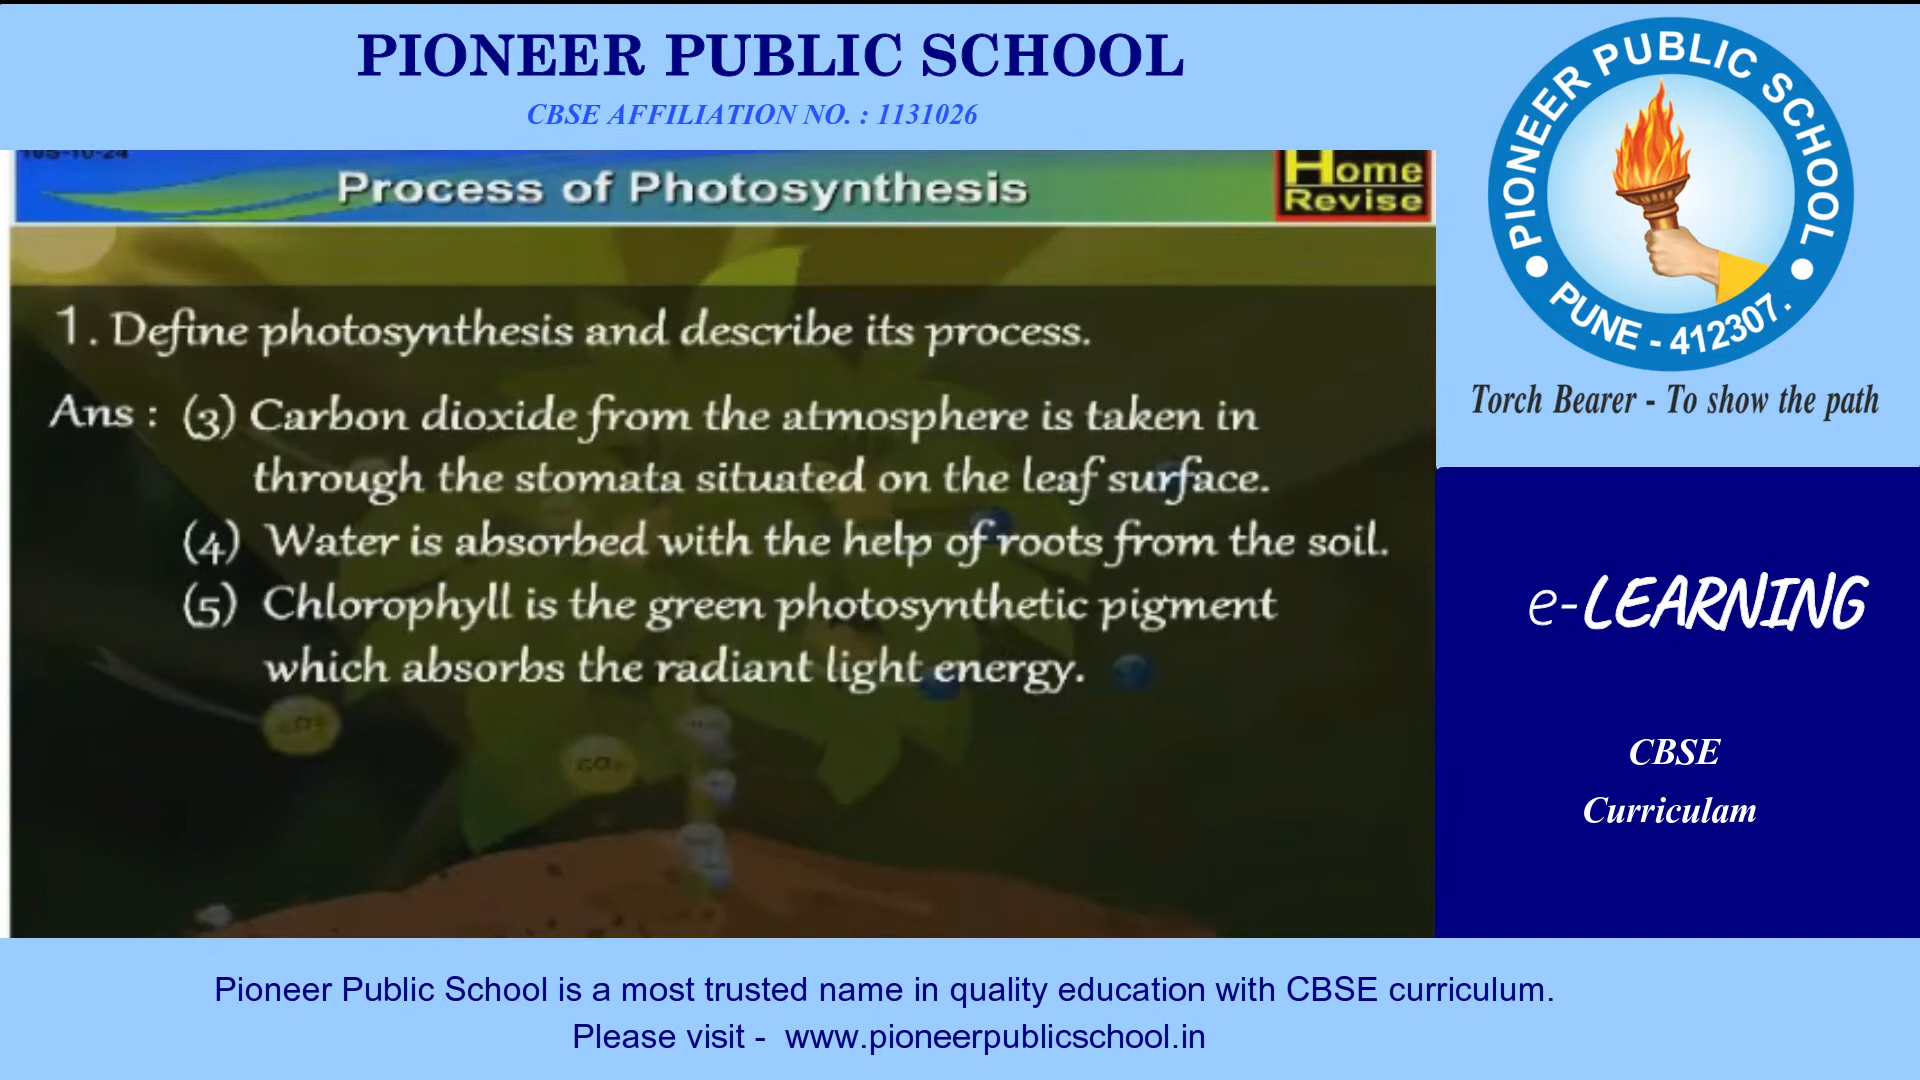 PIONEER PUBLIC SCHOOL
CBSE AFFILIATION NO. : 1131026
Process of Photosynthesis
Home
Revise
1. Define photosynthesis and describe its process.
Ans : (3) Carbon dioxide from the atmosphere is taken in
through the stomata situated on the leaf surface.
(4) Water is absorbed with the help of roots from the soil.
(5) Chlorophyll is the green photosynthetic pigment
which absorbs the radiant light energy.
PIONEER PUBLIC SCHOOL
PUNE - 412307.
Torch Bearer - To show the path
e-LEARNING
CBSE
Curriculam
Pioneer Public School is a most trusted name in quality education with CBSE curriculum.
Please visit - www.pioneerpublicschool.in